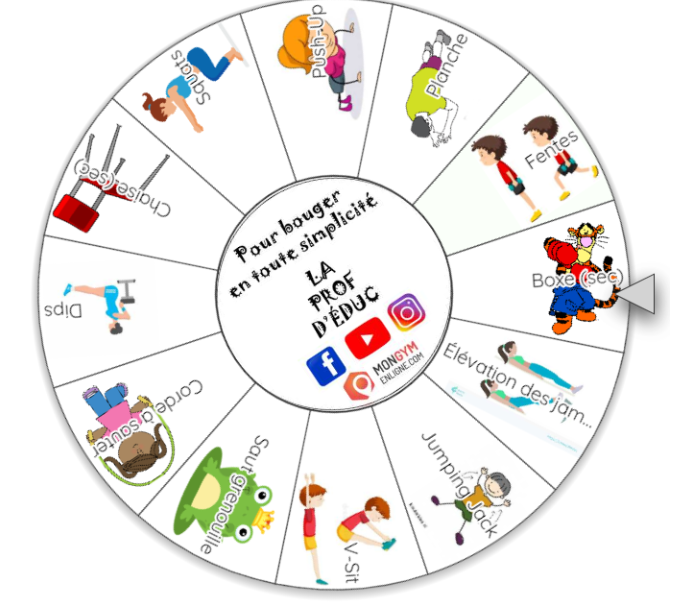 Push-Up
Planche
Fentes
Boxe (sec)
Élévation des jam...
Jumping Jack
V-Sit
Saut grenouille
Corde à sauter
Dips
Chaise (sec)
Squats
Pour bouger
en toute simplicité
LA
PROF
D'ÉDUC
MONGYM
ENLIGNE.COM